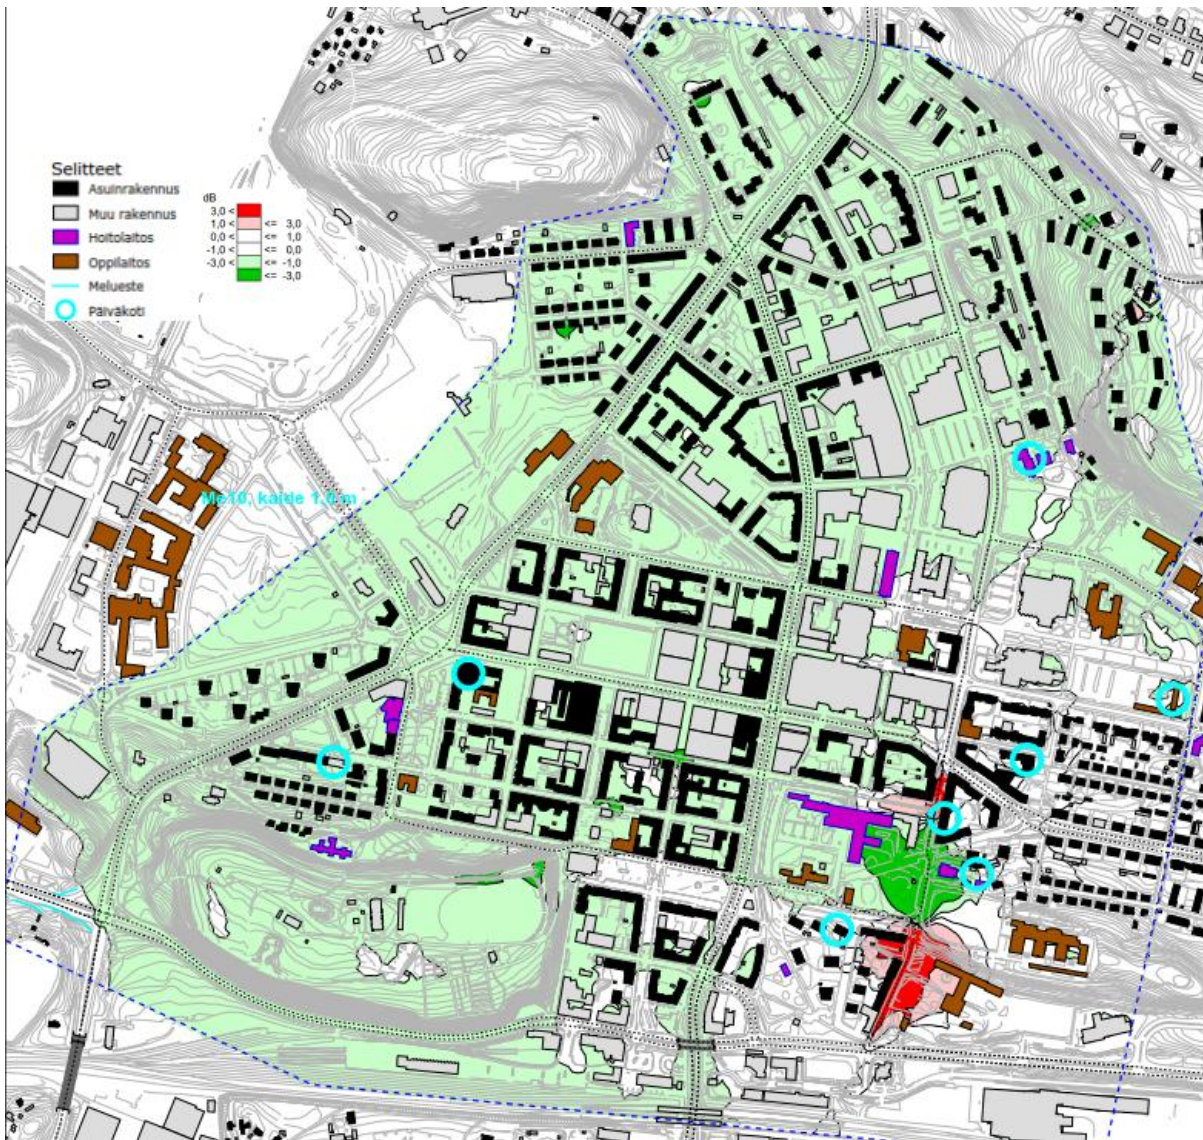 Selitteet
Asuinrakennus
Muu rakennus
Hoitolaitos
Oppilaitos
Melueste
Päiväkoti
dB
3,0 <
1,0 < <= 3,0
0,0 < <= 1,0
-1,0 < <= 0,0
-3,0 < <= -1,0
<= -3,0
Me10, kaide 1,0 m